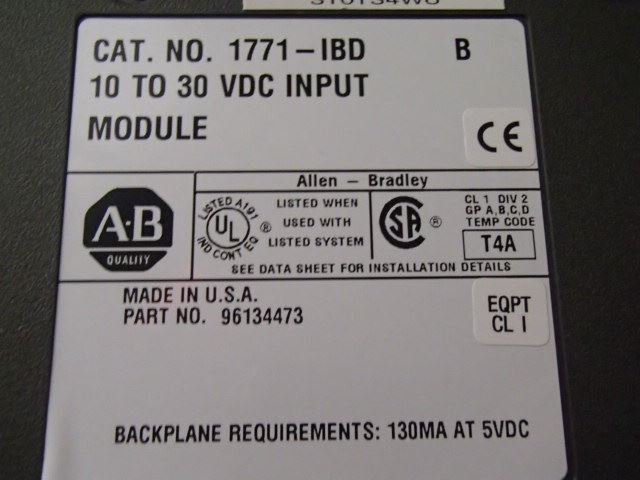 CAT. NO. 1771-IBD B
10 TO 30 VDC INPUT
MODULE
CE
Allen - Bradley
A·B
QUALITY
LISTED A191
UL
IND CONT EQ
®
LISTED WHEN
USED WITH
LISTED SYSTEM
SA
®
CL 1 DIV 2
GP A,B,C,D
TEMP CODE
T4A
SEE DATA SHEET FOR INSTALLATION DETAILS
MADE IN U.S.A.
PART NO. 96134473
EQPT
CL I
BACKPLANE REQUIREMENTS: 130MA AT 5VDC